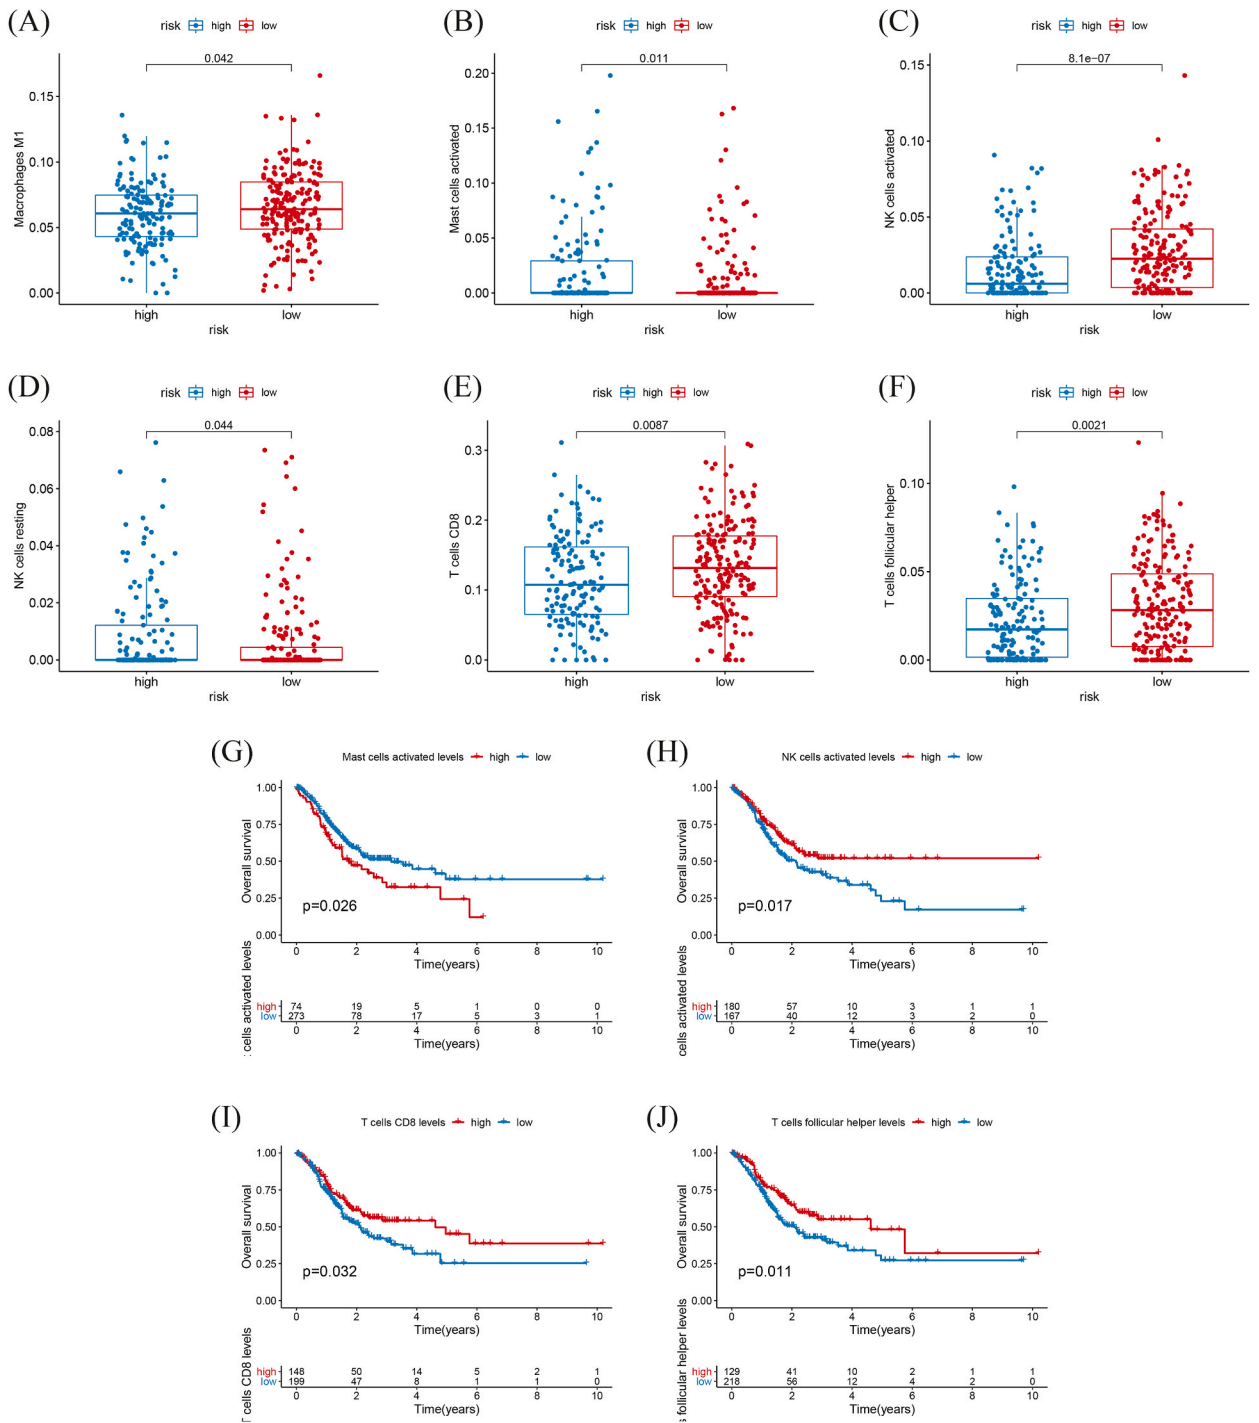 (A)
risk high low
0.042
Macrophages M1
0.15
0.10
0.05
0.00
high low
risk
(B)
risk high low
0.011
Mast cells activated
0.20
0.15
0.10
0.05
0.00
high low
risk
(C)
risk high low
8.1e−07
NK cells activated
0.15
0.10
0.05
0.00
high low
risk
(D)
risk high low
0.044
NK cells resting
0.08
0.06
0.04
0.02
0.00
high low
risk
(E)
risk high low
0.0087
T cells CD8
0.3
0.2
0.1
0.0
high low
risk
(F)
risk high low
0.0021
T cells follicular helper
0.10
0.05
0.00
high low
risk
(G)
Mast cells activated levels high low
Overall survival
1.00
0.75
0.50
0.25
0.00
p=0.026
0 2 4 6 8 10
Time(years)
cells activated levels
high 74 19 5 1 0 0
low 273 78 17 5 3 1
0 2 4 6 8 10
Time(years)
(H)
NK cells activated levels high low
Overall survival
1.00
0.75
0.50
0.25
0.00
p=0.017
0 2 4 6 8 10
Time(years)
cells activated levels
high 180 57 10 3 1 1
low 167 40 12 3 2 0
0 2 4 6 8 10
Time(years)
(I)
T cells CD8 levels high low
Overall survival
1.00
0.75
0.50
0.25
0.00
p=0.032
0 2 4 6 8 10
Time(years)
T cells CD8 levels
high 148 50 14 5 2 1
low 199 47 8 1 1 0
0 2 4 6 8 10
Time(years)
(J)
T cells follicular helper levels high low
Overall survival
1.00
0.75
0.50
0.25
0.00
p=0.011
0 2 4 6 8 10
Time(years)
s follicular helper levels
high 129 41 10 2 1 1
low 218 56 12 4 2 0
0 2 4 6 8 10
Time(years)